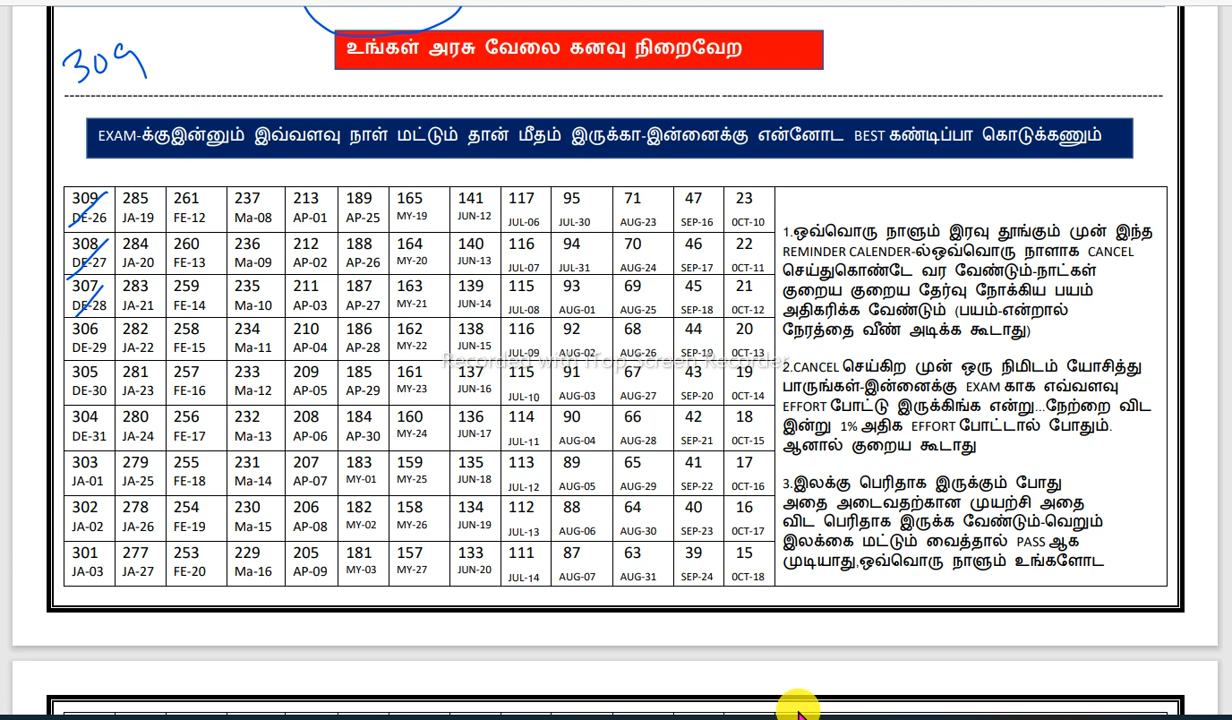 309
உங்கள் அரசு வேலை கனவு நிறைவேற
EXAM-க்குஇன்னும் இவ்வளவு நாள் மட்டும் தான் மீதம் இருக்கா-இன்னைக்கு என்னோட BEST கண்டிப்பா கொடுக்கணும்
309 285 261 237 213 189 165 141 117 95 71 47 23
DE-26 JA-19 FE-12 Ma-08 AP-01 AP-25 MY-19 JUN-12 JUL-06 JUL-30 AUG-23 SEP-16 OCT-10
308 284 260 236 212 188 164 140 116 94 70 46 22
DE-27 JA-20 FE-13 Ma-09 AP-02 AP-26 MY-20 JUN-13 JUL-07 JUL-31 AUG-24 SEP-17 OCT-11
307 283 259 235 211 187 163 139 115 93 69 45 21
DE-28 JA-21 FE-14 Ma-10 AP-03 AP-27 MY-21 JUN-14 JUL-08 AUG-01 AUG-25 SEP-18 OCT-12
306 282 258 234 210 186 162 138 116 92 68 44 20
DE-29 JA-22 FE-15 Ma-11 AP-04 AP-28 MY-22 JUN-15 JUL-09 AUG-02 AUG-26 SEP-19 OCT-13
305 281 257 233 209 185 161 137 115 91 67 43 19
DE-30 JA-23 FE-16 Ma-12 AP-05 AP-29 MY-23 JUN-16 JUL-10 AUG-03 AUG-27 SEP-20 OCT-14
304 280 256 232 208 184 160 136 114 90 66 42 18
DE-31 JA-24 FE-17 Ma-13 AP-06 AP-30 MY-24 JUN-17 JUL-11 AUG-04 AUG-28 SEP-21 OCT-15
303 279 255 231 207 183 159 135 113 89 65 41 17
JA-01 JA-25 FE-18 Ma-14 AP-07 MY-01 MY-25 JUN-18 JUL-12 AUG-05 AUG-29 SEP-22 OCT-16
302 278 254 230 206 182 158 134 112 88 64 40 16
JA-02 JA-26 FE-19 Ma-15 AP-08 MY-02 MY-26 JUN-19 JUL-13 AUG-06 AUG-30 SEP-23 OCT-17
301 277 253 229 205 181 157 133 111 87 63 39 15
JA-03 JA-27 FE-20 Ma-16 AP-09 MY-03 MY-27 JUN-20 JUL-14 AUG-07 AUG-31 SEP-24 OCT-18
1.ஒவ்வொரு நாளும் இரவு தூங்கும் முன் இந்த
REMINDER CALENDER-ல்ஒவ்வொரு நாளாக CANCEL
செய்துகொண்டே வர வேண்டும்-நாட்கள்
குறைய குறைய தேர்வு நோக்கிய பயம்
அதிகரிக்க வேண்டும் (பயம்-என்றால்
நேரத்தை வீண் அடிக்க கூடாது)
2.CANCEL செய்கிற முன் ஒரு நிமிடம் யோசித்து
பாருங்கள்-இன்னைக்கு EXAM காக எவ்வளவு
EFFORT போட்டு இருக்கிங்க என்று...நேற்றை விட
இன்று 1% அதிக EFFORT போட்டால் போதும்.
ஆனால் குறைய கூடாது
3.இலக்கு பெரிதாக இருக்கும் போது
அதை அடைவதற்கான முயற்சி அதை
விட பெரிதாக இருக்க வேண்டும்-வெறும்
இலக்கை மட்டும் வைத்தால் PASS ஆக
முடியாது,ஒவ்வொரு நாளும் உங்களோட
Recorded with iTop Screen Recorder